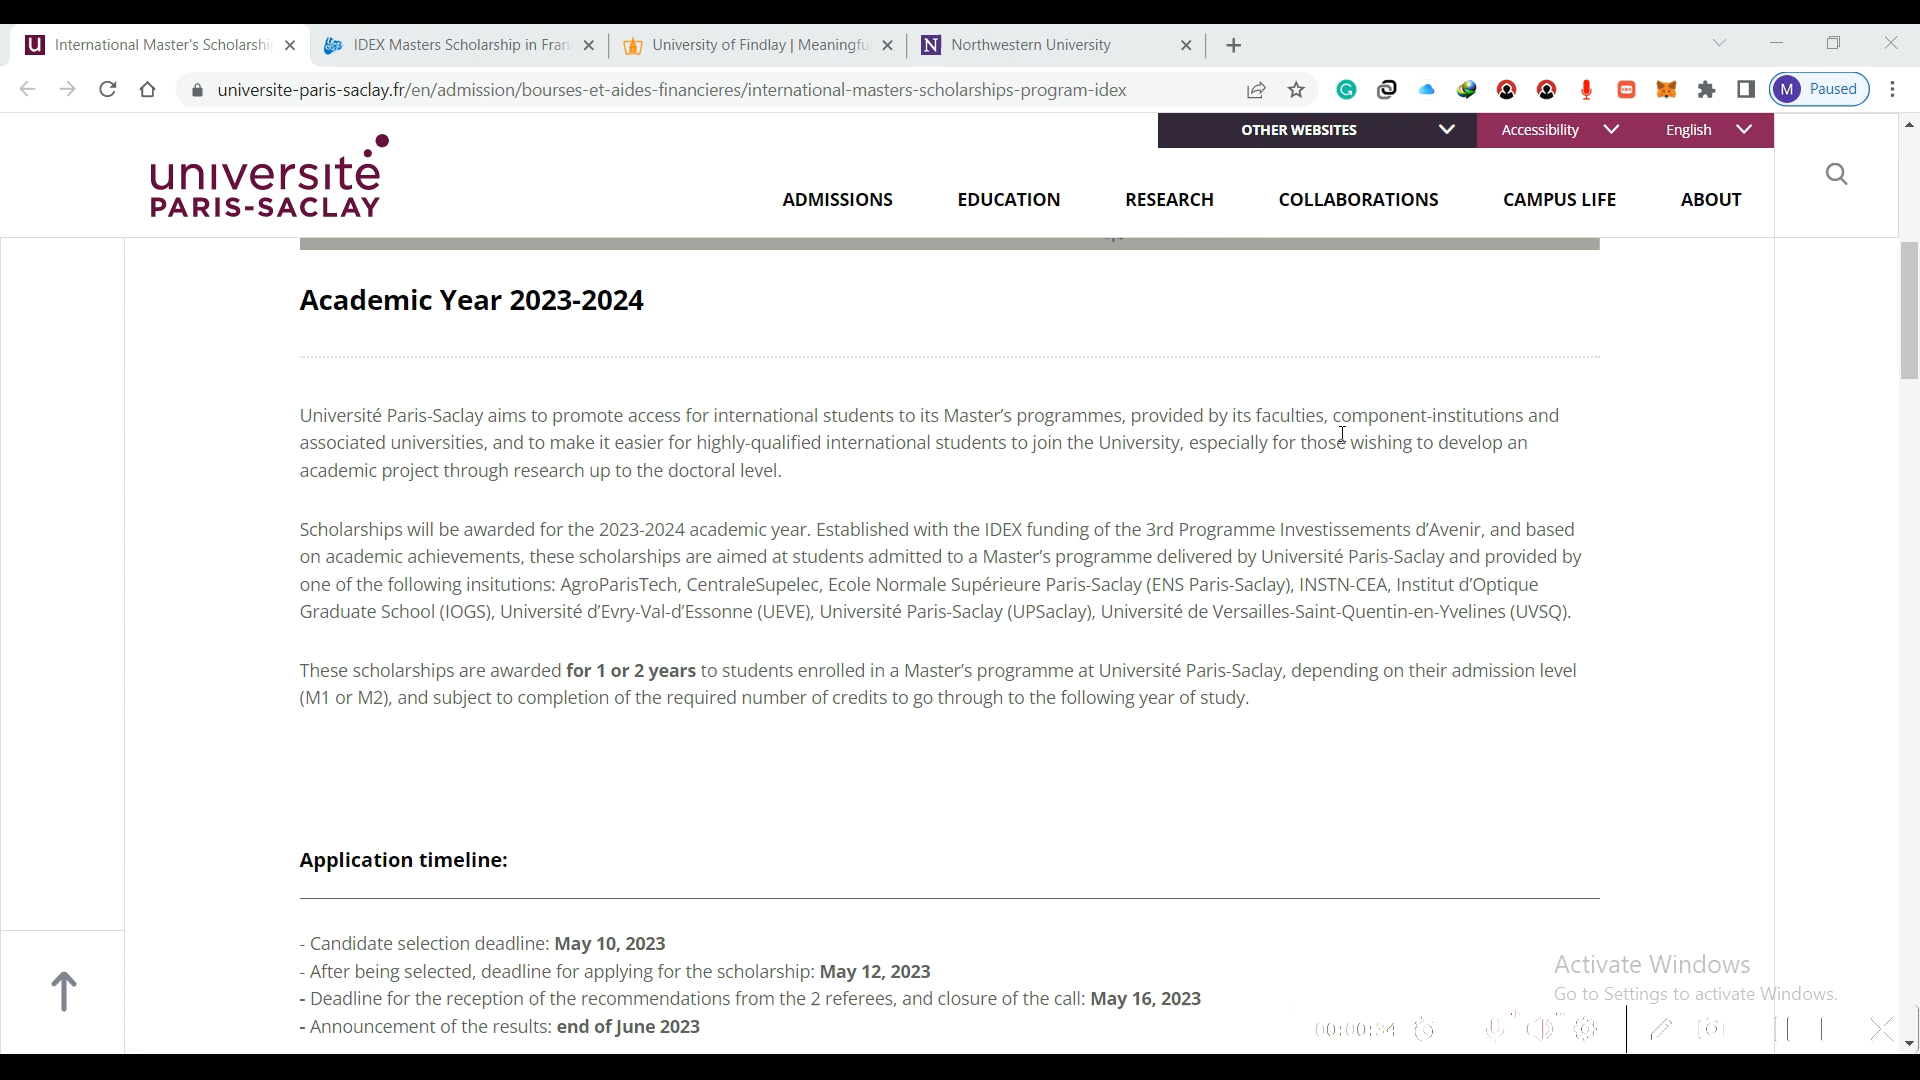 International Master's Scholarshi
IDEX Masters Scholarship in Fran
University of Findlay | Meaningfu
Northwestern University
universite-paris-saclay.fr/en/admission/bourses-et-aides-financieres/international-masters-scholarships-program-idex
M Paused
OTHER WEBSITES
Accessibility
English
université
PARIS-SACLAY
ADMISSIONS
EDUCATION
RESEARCH
COLLABORATIONS
CAMPUS LIFE
ABOUT
Academic Year 2023-2024
Université Paris-Saclay aims to promote access for international students to its Master's programmes, provided by its faculties, component-institutions and
associated universities, and to make it easier for highly-qualified international students to join the University, especially for those wishing to develop an
academic project through research up to the doctoral level.
Scholarships will be awarded for the 2023-2024 academic year. Established with the IDEX funding of the 3rd Programme Investissements d'Avenir, and based
on academic achievements, these scholarships are aimed at students admitted to a Master's programme delivered by Université Paris-Saclay and provided by
one of the following insitutions: AgroParisTech, CentraleSupelec, Ecole Normale Supérieure Paris-Saclay (ENS Paris-Saclay), INSTN-CEA, Institut d'Optique
Graduate School (IOGS), Université d'Evry-Val-d'Essonne (UEVE), Université Paris-Saclay (UPSaclay), Université de Versailles-Saint-Quentin-en-Yvelines (UVSQ).
These scholarships are awarded for 1 or 2 years to students enrolled in a Master's programme at Université Paris-Saclay, depending on their admission level
(M1 or M2), and subject to completion of the required number of credits to go through to the following year of study.
Application timeline:
- Candidate selection deadline: May 10, 2023
- After being selected, deadline for applying for the scholarship: May 12, 2023
- Deadline for the reception of the recommendations from the 2 referees, and closure of the call: May 16, 2023
- Announcement of the results: end of June 2023
Activate Windows
Go to Settings to activate Windows.
00:00:34